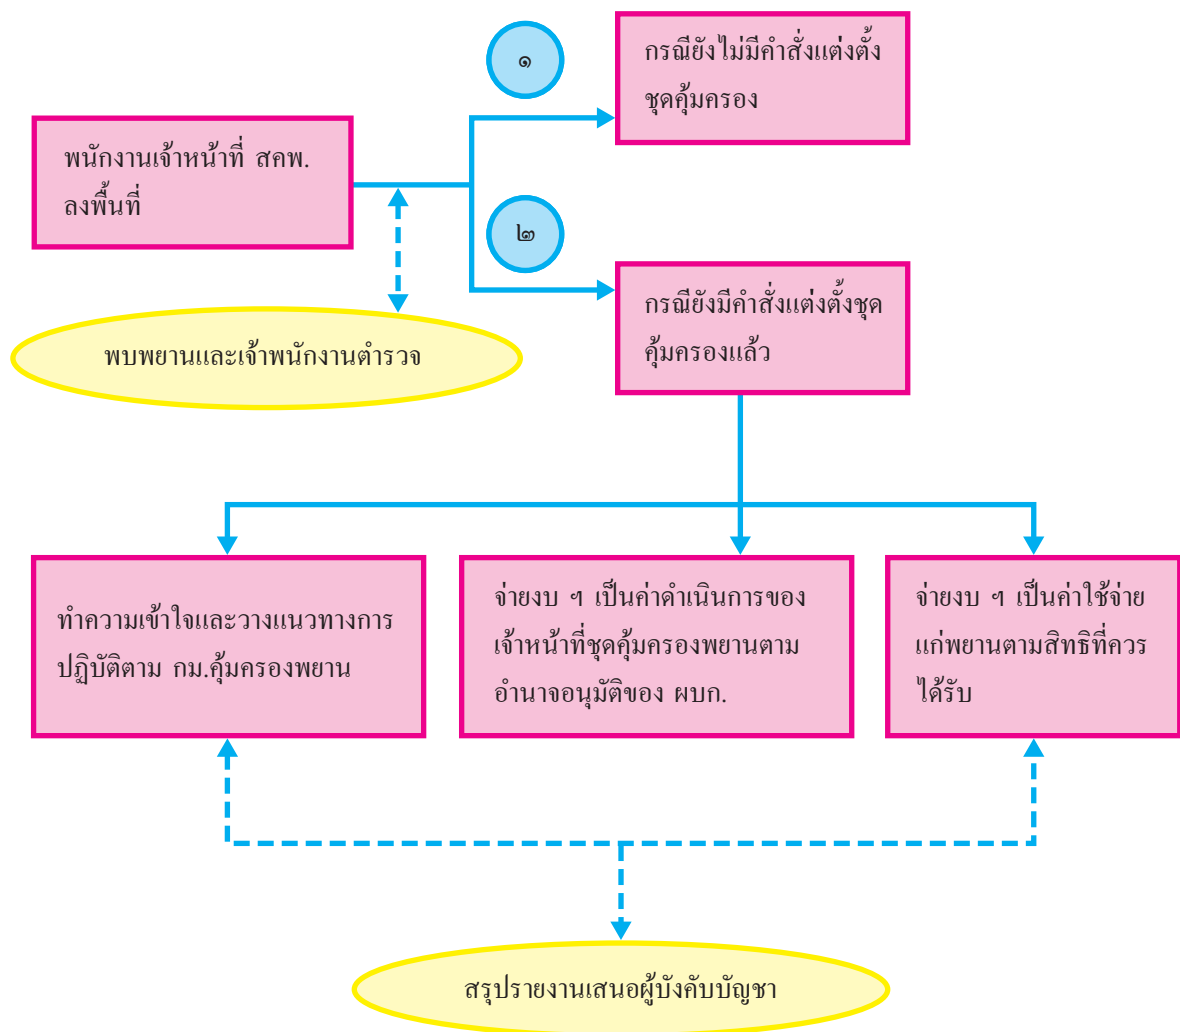 ๑
กรณียังไม่มีคำสั่งแต่งตั้ง
ชุดคุ้มครอง
พนักงานเจ้าหน้าที่ สคพ.
ลงพื้นที่
๒
กรณียังมีคำสั่งแต่งตั้งชุด
คุ้มครองแล้ว
พบพยานและเจ้าพนักงานตำรวจ
ทำความเข้าใจและวางแนวทางการ
ปฏิบัติตาม กม.คุ้มครองพยาน
จ่ายงบ ฯ เป็นค่าดำเนินการของ
เจ้าหน้าที่ชุดคุ้มครองพยานตาม
อำนาจอนุมัติของ ผบก.
จ่ายงบ ฯ เป็นค่าใช้จ่าย
แก่พยานตามสิทธิที่ควร
ได้รับ
สรุปรายงานเสนอผู้บังคับบัญชา